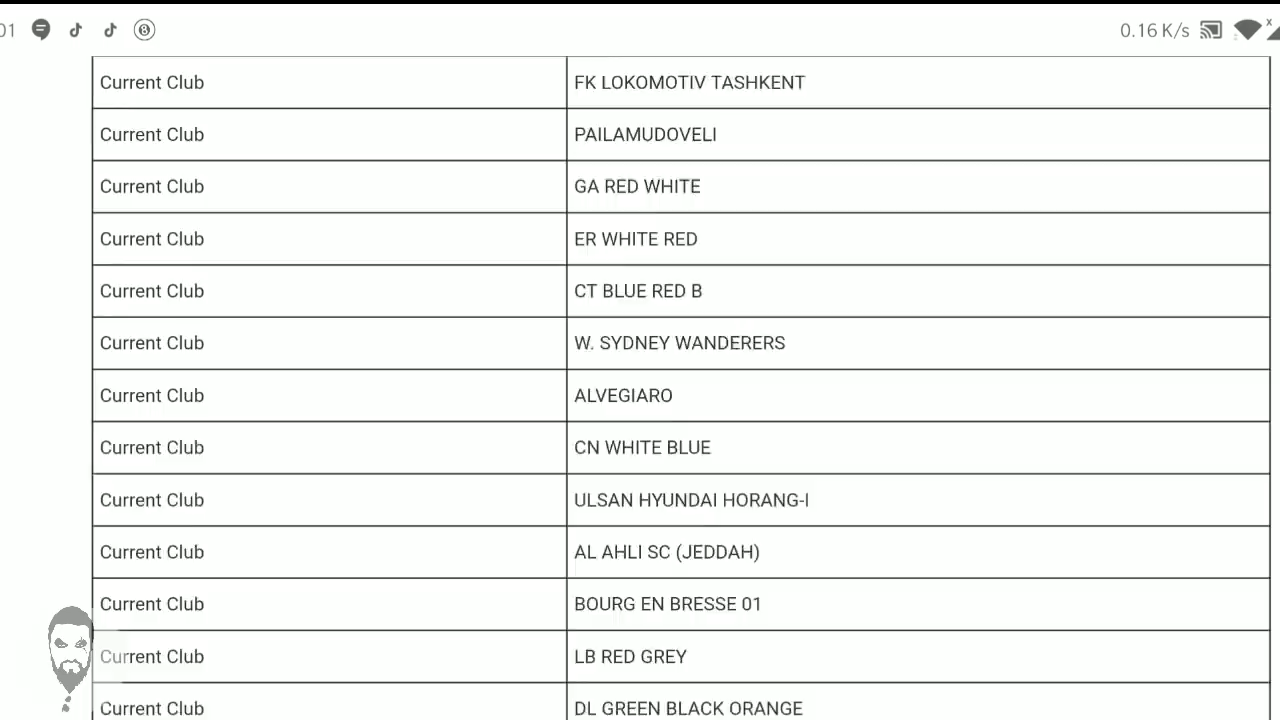 01 0.16 K/s
Current Club FK LOKOMOTIV TASHKENT
Current Club PAILAMUDOVELI
Current Club GA RED WHITE
Current Club ER WHITE RED
Current Club CT BLUE RED B
Current Club W. SYDNEY WANDERERS
Current Club ALVEGIARO
Current Club CN WHITE BLUE
Current Club ULSAN HYUNDAI HORANG-I
Current Club AL AHLI SC (JEDDAH)
Current Club BOURG EN BRESSE 01
Current Club LB RED GREY
Current Club DL GREEN BLACK ORANGE